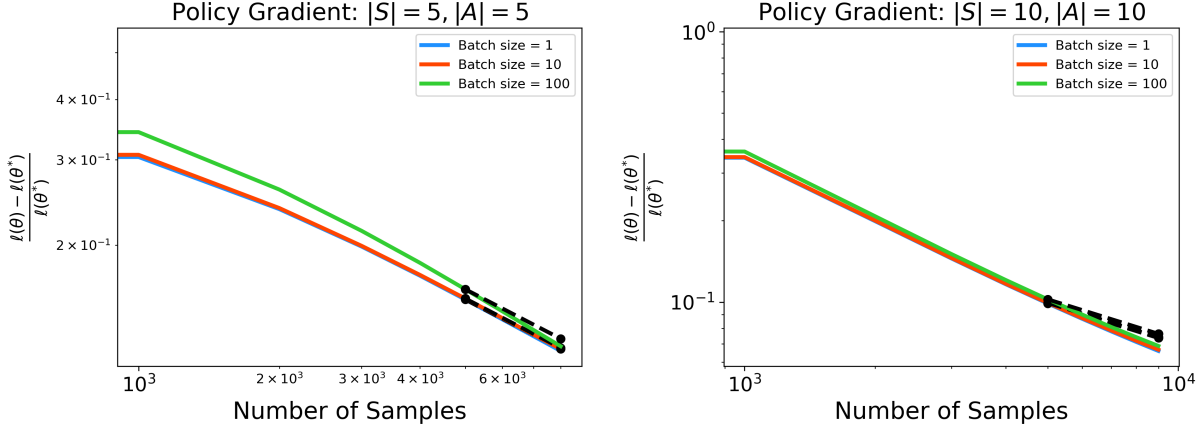 Policy Gradient: |S| = 5, |A| = 5
Batch size = 1
Batch size = 10
Batch size = 100
4 × 10⁻¹
3 × 10⁻¹
2 × 10⁻¹
ℓ(θ) − ℓ(θ*)
ℓ(θ*)
10³
2 × 10³
3 × 10³
4 × 10³
6 × 10³
Number of Samples
Policy Gradient: |S| = 10, |A| = 10
Batch size = 1
Batch size = 10
Batch size = 100
10⁰
10⁻¹
ℓ(θ) − ℓ(θ*)
ℓ(θ*)
10³
10⁴
Number of Samples